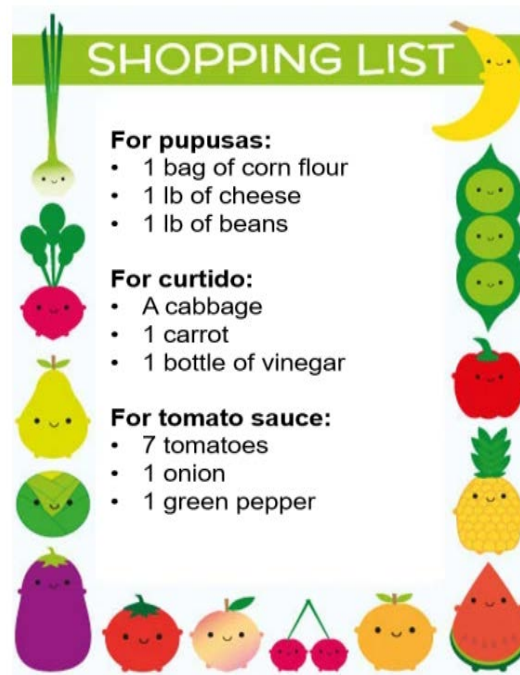 SHOPPING LIST
For pupusas:
• 1 bag of corn flour
• 1 lb of cheese
• 1 lb of beans
For curtido:
• A cabbage
• 1 carrot
• 1 bottle of vinegar
For tomato sauce:
• 7 tomatoes
• 1 onion
• 1 green pepper